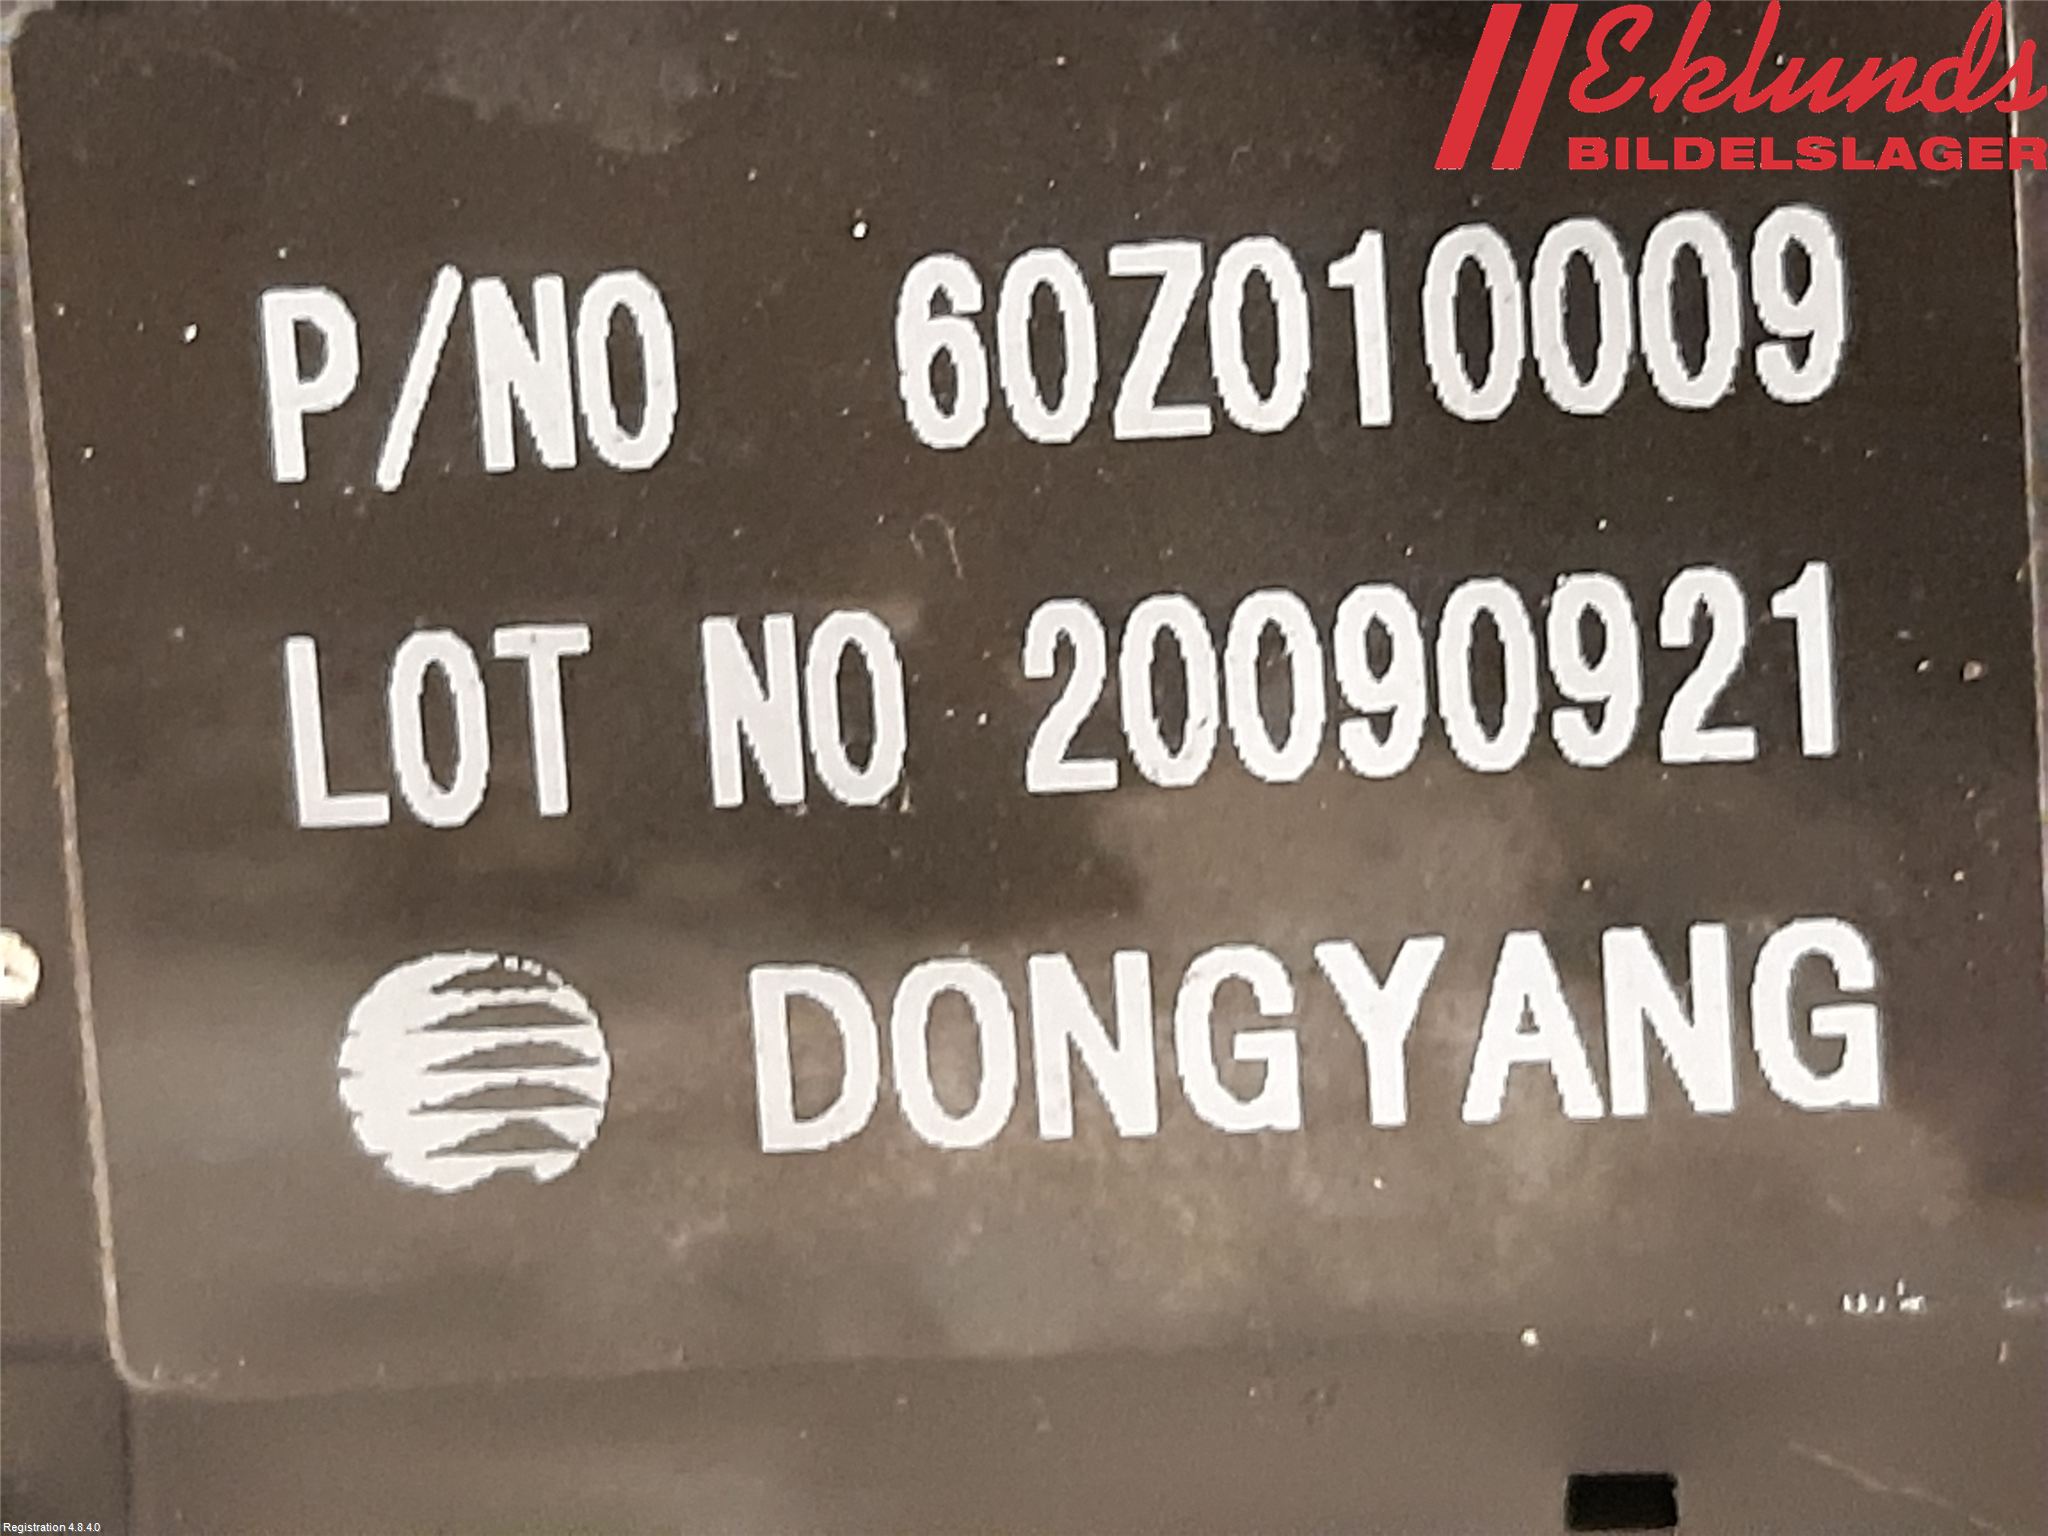 Eklunds
BILDELSLAGER
P/NO 60Z010009
LOT NO 20090921
DONGYANG
Registration 4.8.4.0